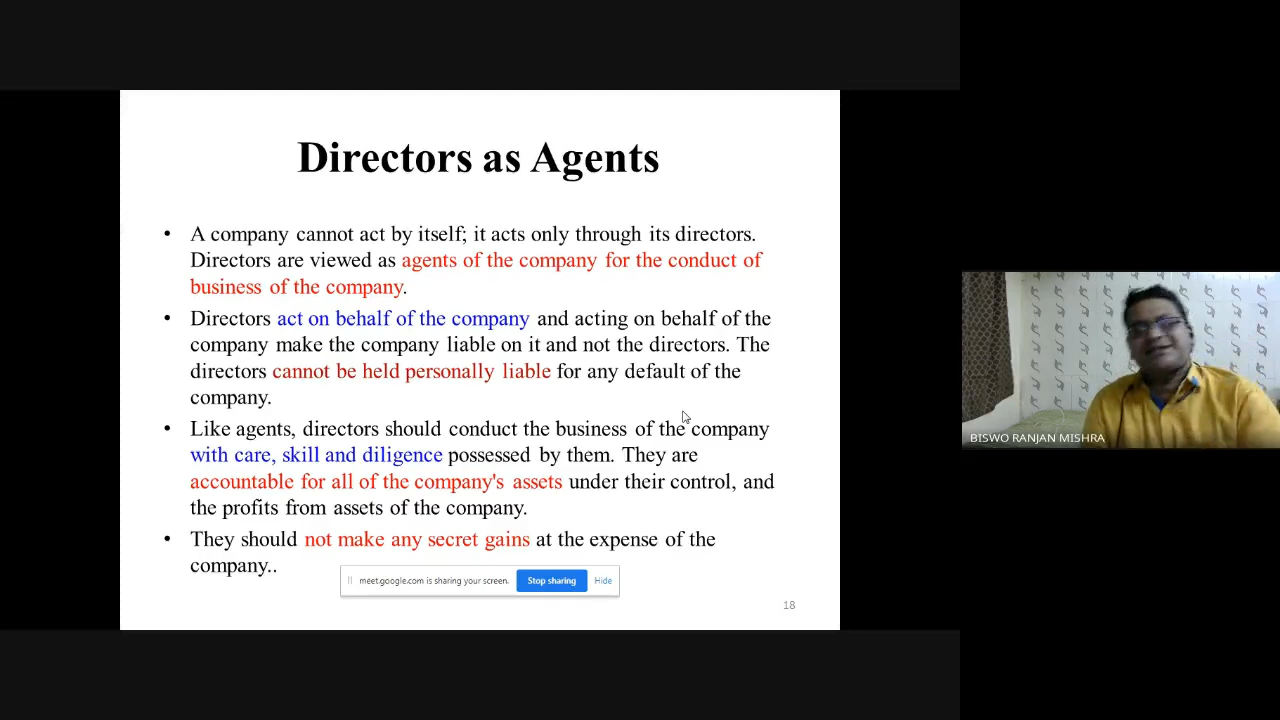 Directors as Agents
• A company cannot act by itself; it acts only through its directors.
Directors are viewed as agents of the company for the conduct of
business of the company.
• Directors act on behalf of the company and acting on behalf of the
company make the company liable on it and not the directors. The
directors cannot be held personally liable for any default of the
company.
• Like agents, directors should conduct the business of the company
with care, skill and diligence possessed by them. They are
accountable for all of the company's assets under their control, and
the profits from assets of the company.
• They should not make any secret gains at the expense of the
company..
meet.google.com is sharing your screen. Stop sharing Hide
18
BISWO RANJAN MISHRA